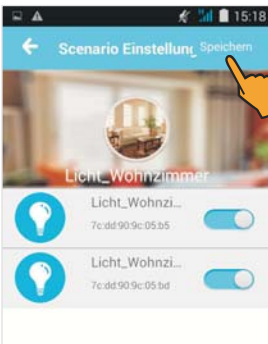 15:18
Scenario Einstellung Speichern
Licht_Wohnzimmer
Licht_Wohnzi...
7c:dd:90:9c:05:b5
Licht_Wohnzi...
7c:dd:90:9c:05:bd